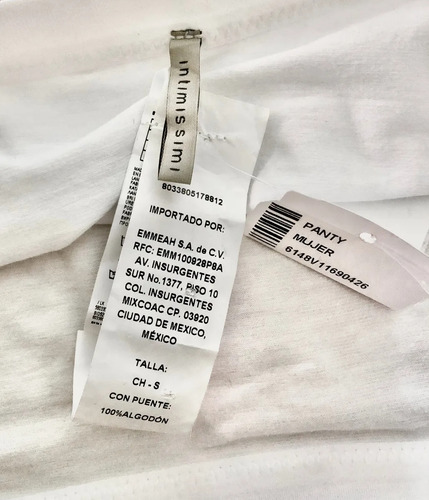 intimissimi
8033805178812
IMPORTADO POR:
EMMEAH S.A. de C.V.
RFC: EMM100928P8A
AV. INSURGENTES
SUR No.1377, PISO 10
COL. INSURGENTES
MIXCOAC CP. 03920
CIUDAD DE MEXICO,
MÉXICO
TALLA:
CH - S
CON PUENTE:
100%ALGODÓN
PANTY
MUJER
6148V11690426